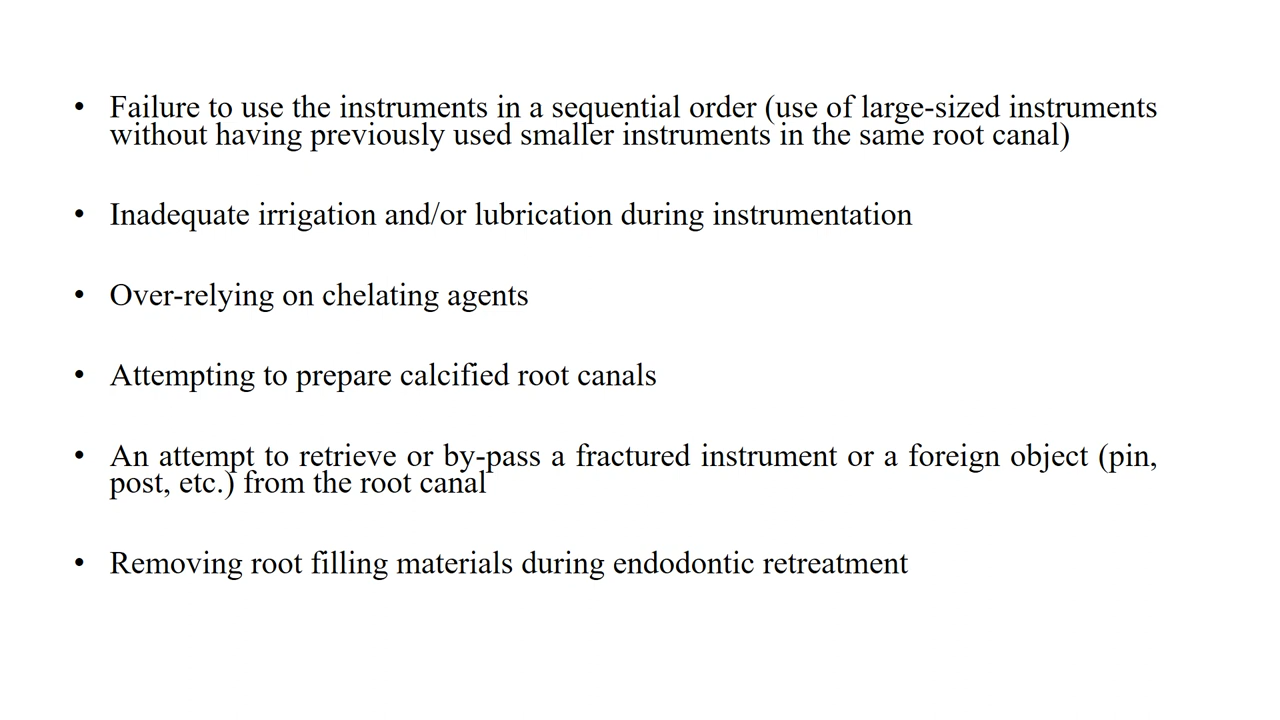 • Failure to use the instruments in a sequential order (use of large-sized instruments
without having previously used smaller instruments in the same root canal)
• Inadequate irrigation and/or lubrication during instrumentation
• Over-relying on chelating agents
• Attempting to prepare calcified root canals
• An attempt to retrieve or by-pass a fractured instrument or a foreign object (pin,
post, etc.) from the root canal
• Removing root filling materials during endodontic retreatment